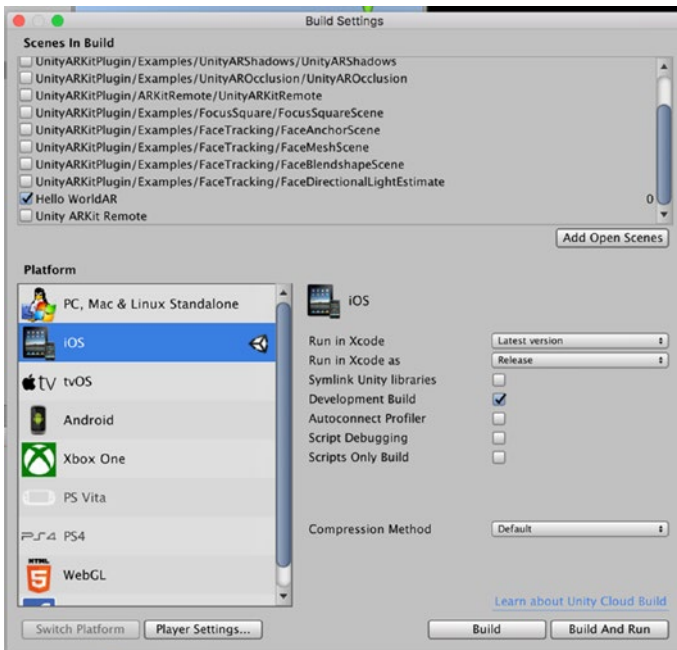 Build Settings
Scenes In Build
UnityARKitPlugin/Examples/UnityARShadows/UnityARShadows
UnityARKitPlugin/Examples/UnityAROcclusion/UnityAROcclusion
UnityARKitPlugin/ARKitRemote/UnityARKitRemote
UnityARKitPlugin/Examples/FocusSquare/FocusSquareScene
UnityARKitPlugin/Examples/FaceTracking/FaceAnchorScene
UnityARKitPlugin/Examples/FaceTracking/FaceMeshScene
UnityARKitPlugin/Examples/FaceTracking/FaceBlendshapeScene
UnityARKitPlugin/Examples/FaceTracking/FaceDirectionalLightEstimate
Hello WorldAR 0
Unity ARKit Remote
Add Open Scenes
Platform
PC, Mac & Linux Standalone
iOS
tv tvOS
Android
Xbox One
PS Vita
PS4 PS4
HTML 5 WebGL
Switch Platform
Player Settings...
iOS
Run in Xcode Latest version
Run in Xcode as Release
Symlink Unity libraries
Development Build
Autoconnect Profiler
Script Debugging
Scripts Only Build
Compression Method Default
Learn about Unity Cloud Build
Build
Build And Run